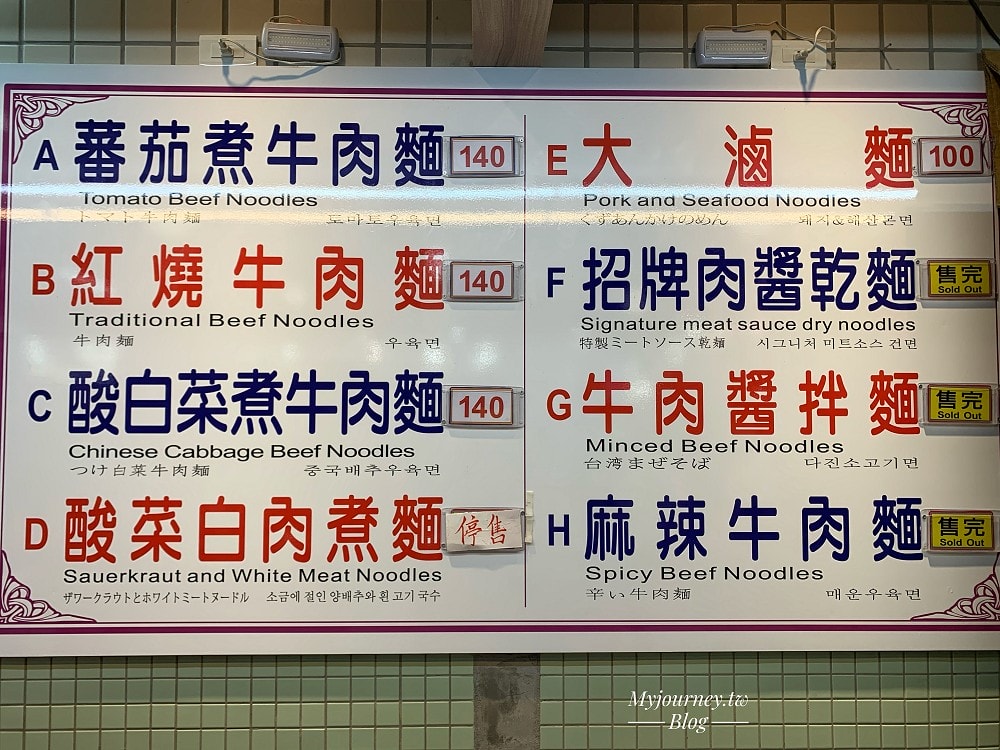 A 蕃茄煮牛肉麵 140
Tomato Beef Noodles
トマト牛肉麵 토마토우육면
B 紅燒牛肉麵 140
Traditional Beef Noodles
牛肉麵 우육면
C 酸白菜煮牛肉麵 140
Chinese Cabbage Beef Noodles
つけ白菜牛肉麵 중국배추우육면
D 酸菜白肉煮麵 停售
Sauerkraut and White Meat Noodles
ザワークラウトとホワイトミートヌードル 소금에 절인 양배추와 흰 고기 국수
E 大滷麵 100
Pork and Seafood Noodles
くずあんかけのめん 돼지&해산물면
F 招牌肉醬乾麵 售完 Sold Out
Signature meat sauce dry noodles
特製ミートソース乾麵 시그니처 미트소스 건면
G 牛肉醬拌麵 售完 Sold Out
Minced Beef Noodles
台湾まぜそば 다진소고기면
H 麻辣牛肉麵 售完 Sold Out
Spicy Beef Noodles
辛い牛肉麵 매운우육면
Myjourney.tw
Blog